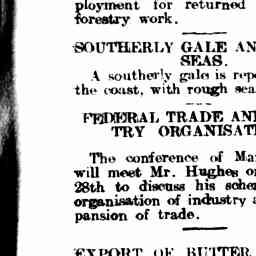 ployment for returned
forestry work.
SOUTHERLY GALE AN
SEAS.
A southerly gale is rep
the coast, with rough sea
FEDERAL TRADE AN
TRY ORGANISAT
The conference of Ma
will meet Mr. Hughes o
28th to discuss his sche
organisation of industry a
pansion of trade.
EXPORT OF BUTTER